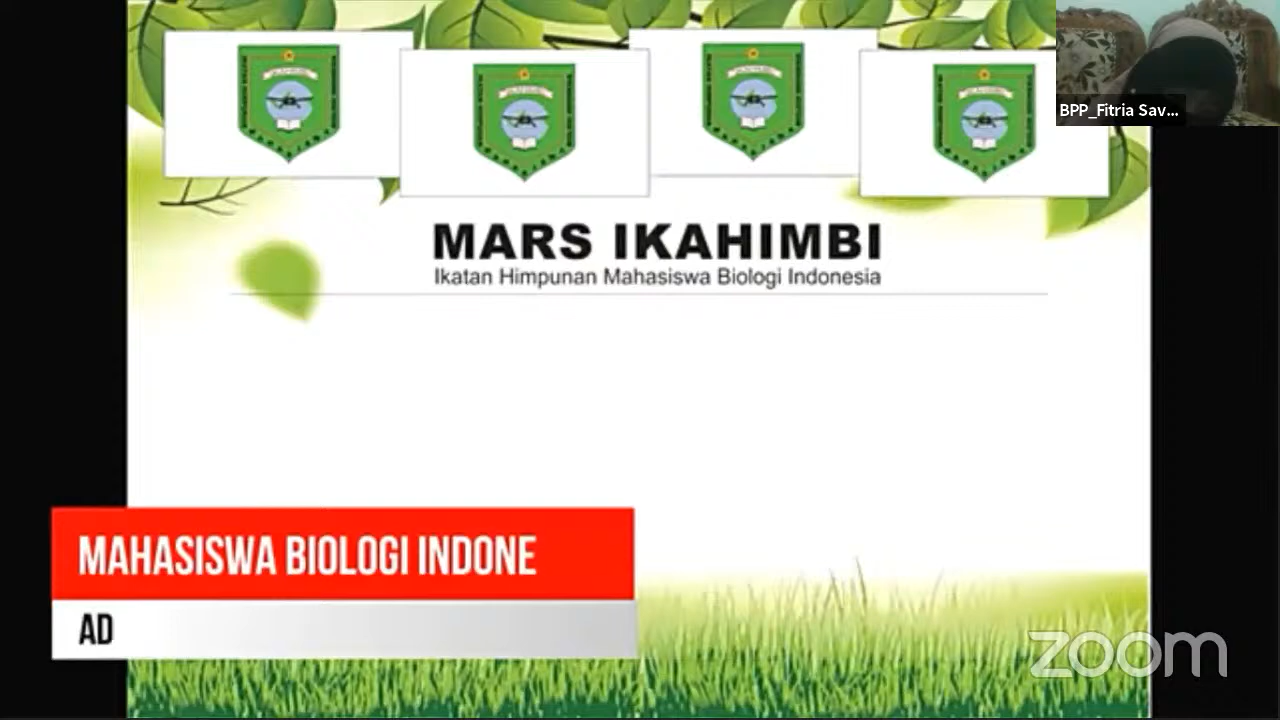 BPP_Fitria Sav...
MARS IKAHIMBI
Ikatan Himpunan Mahasiswa Biologi Indonesia
MAHASISWA BIOLOGI INDONE
AD
zoom